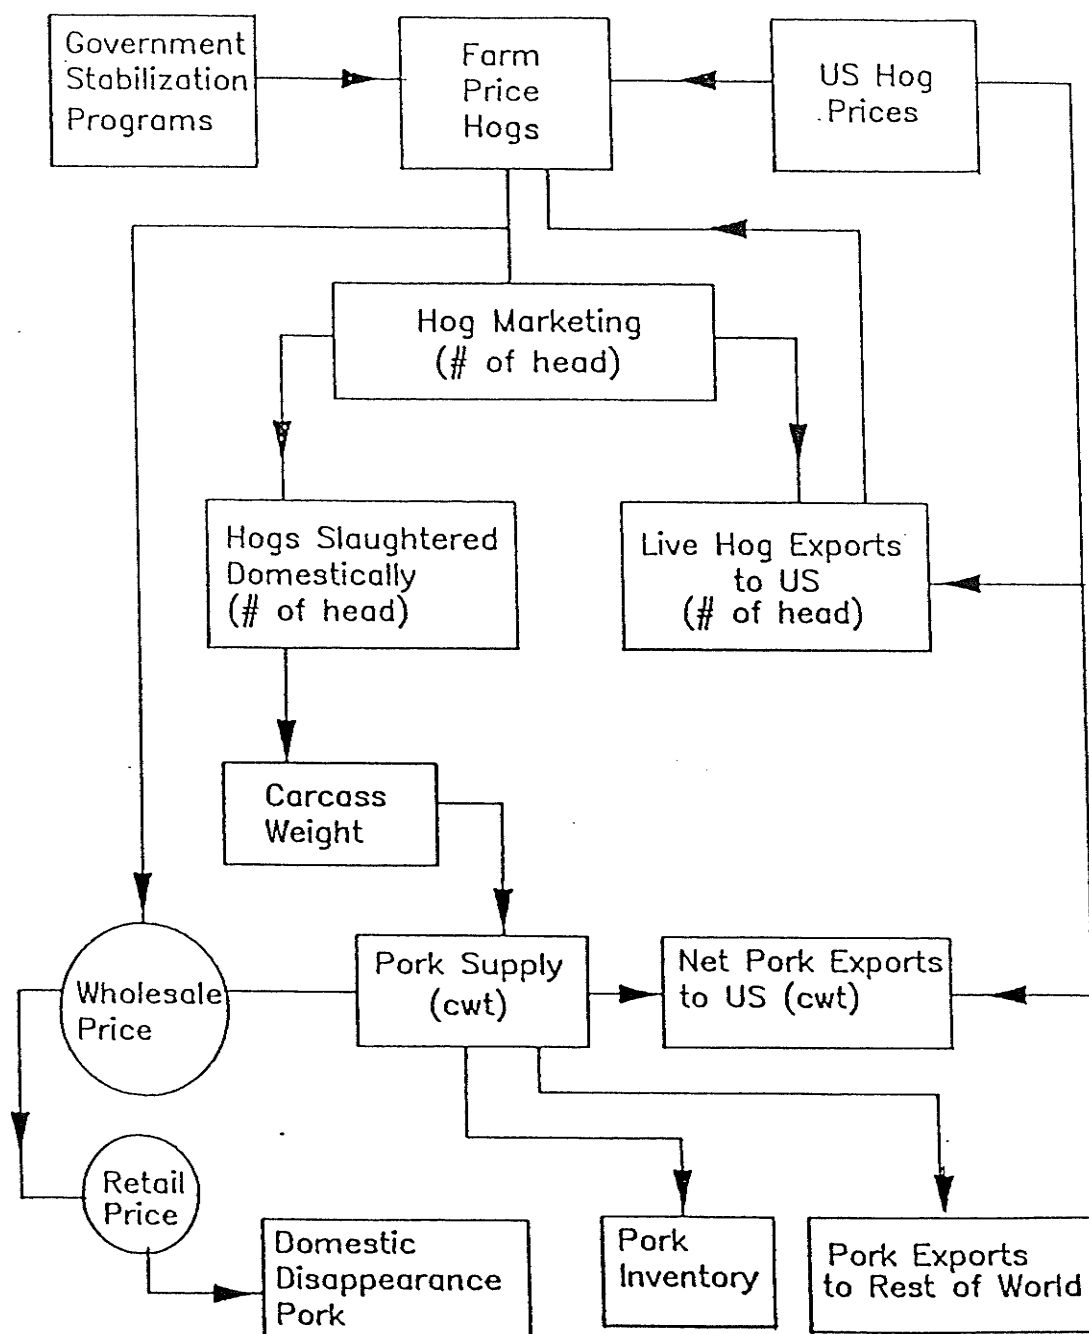 Government
Stabilization
Programs
Farm
Price
Hogs
US Hog
Prices
Hog Marketing
(# of head)
Hogs Slaughtered
Domestically
(# of head)
Live Hog Exports
to US
(# of head)
Carcass
Weight
Wholesale
Price
Pork Supply
(cwt)
Net Pork Exports
to US (cwt)
Retail
Price
Domestic
Disappearance
Pork
Pork
Inventory
Pork Exports
to Rest of World